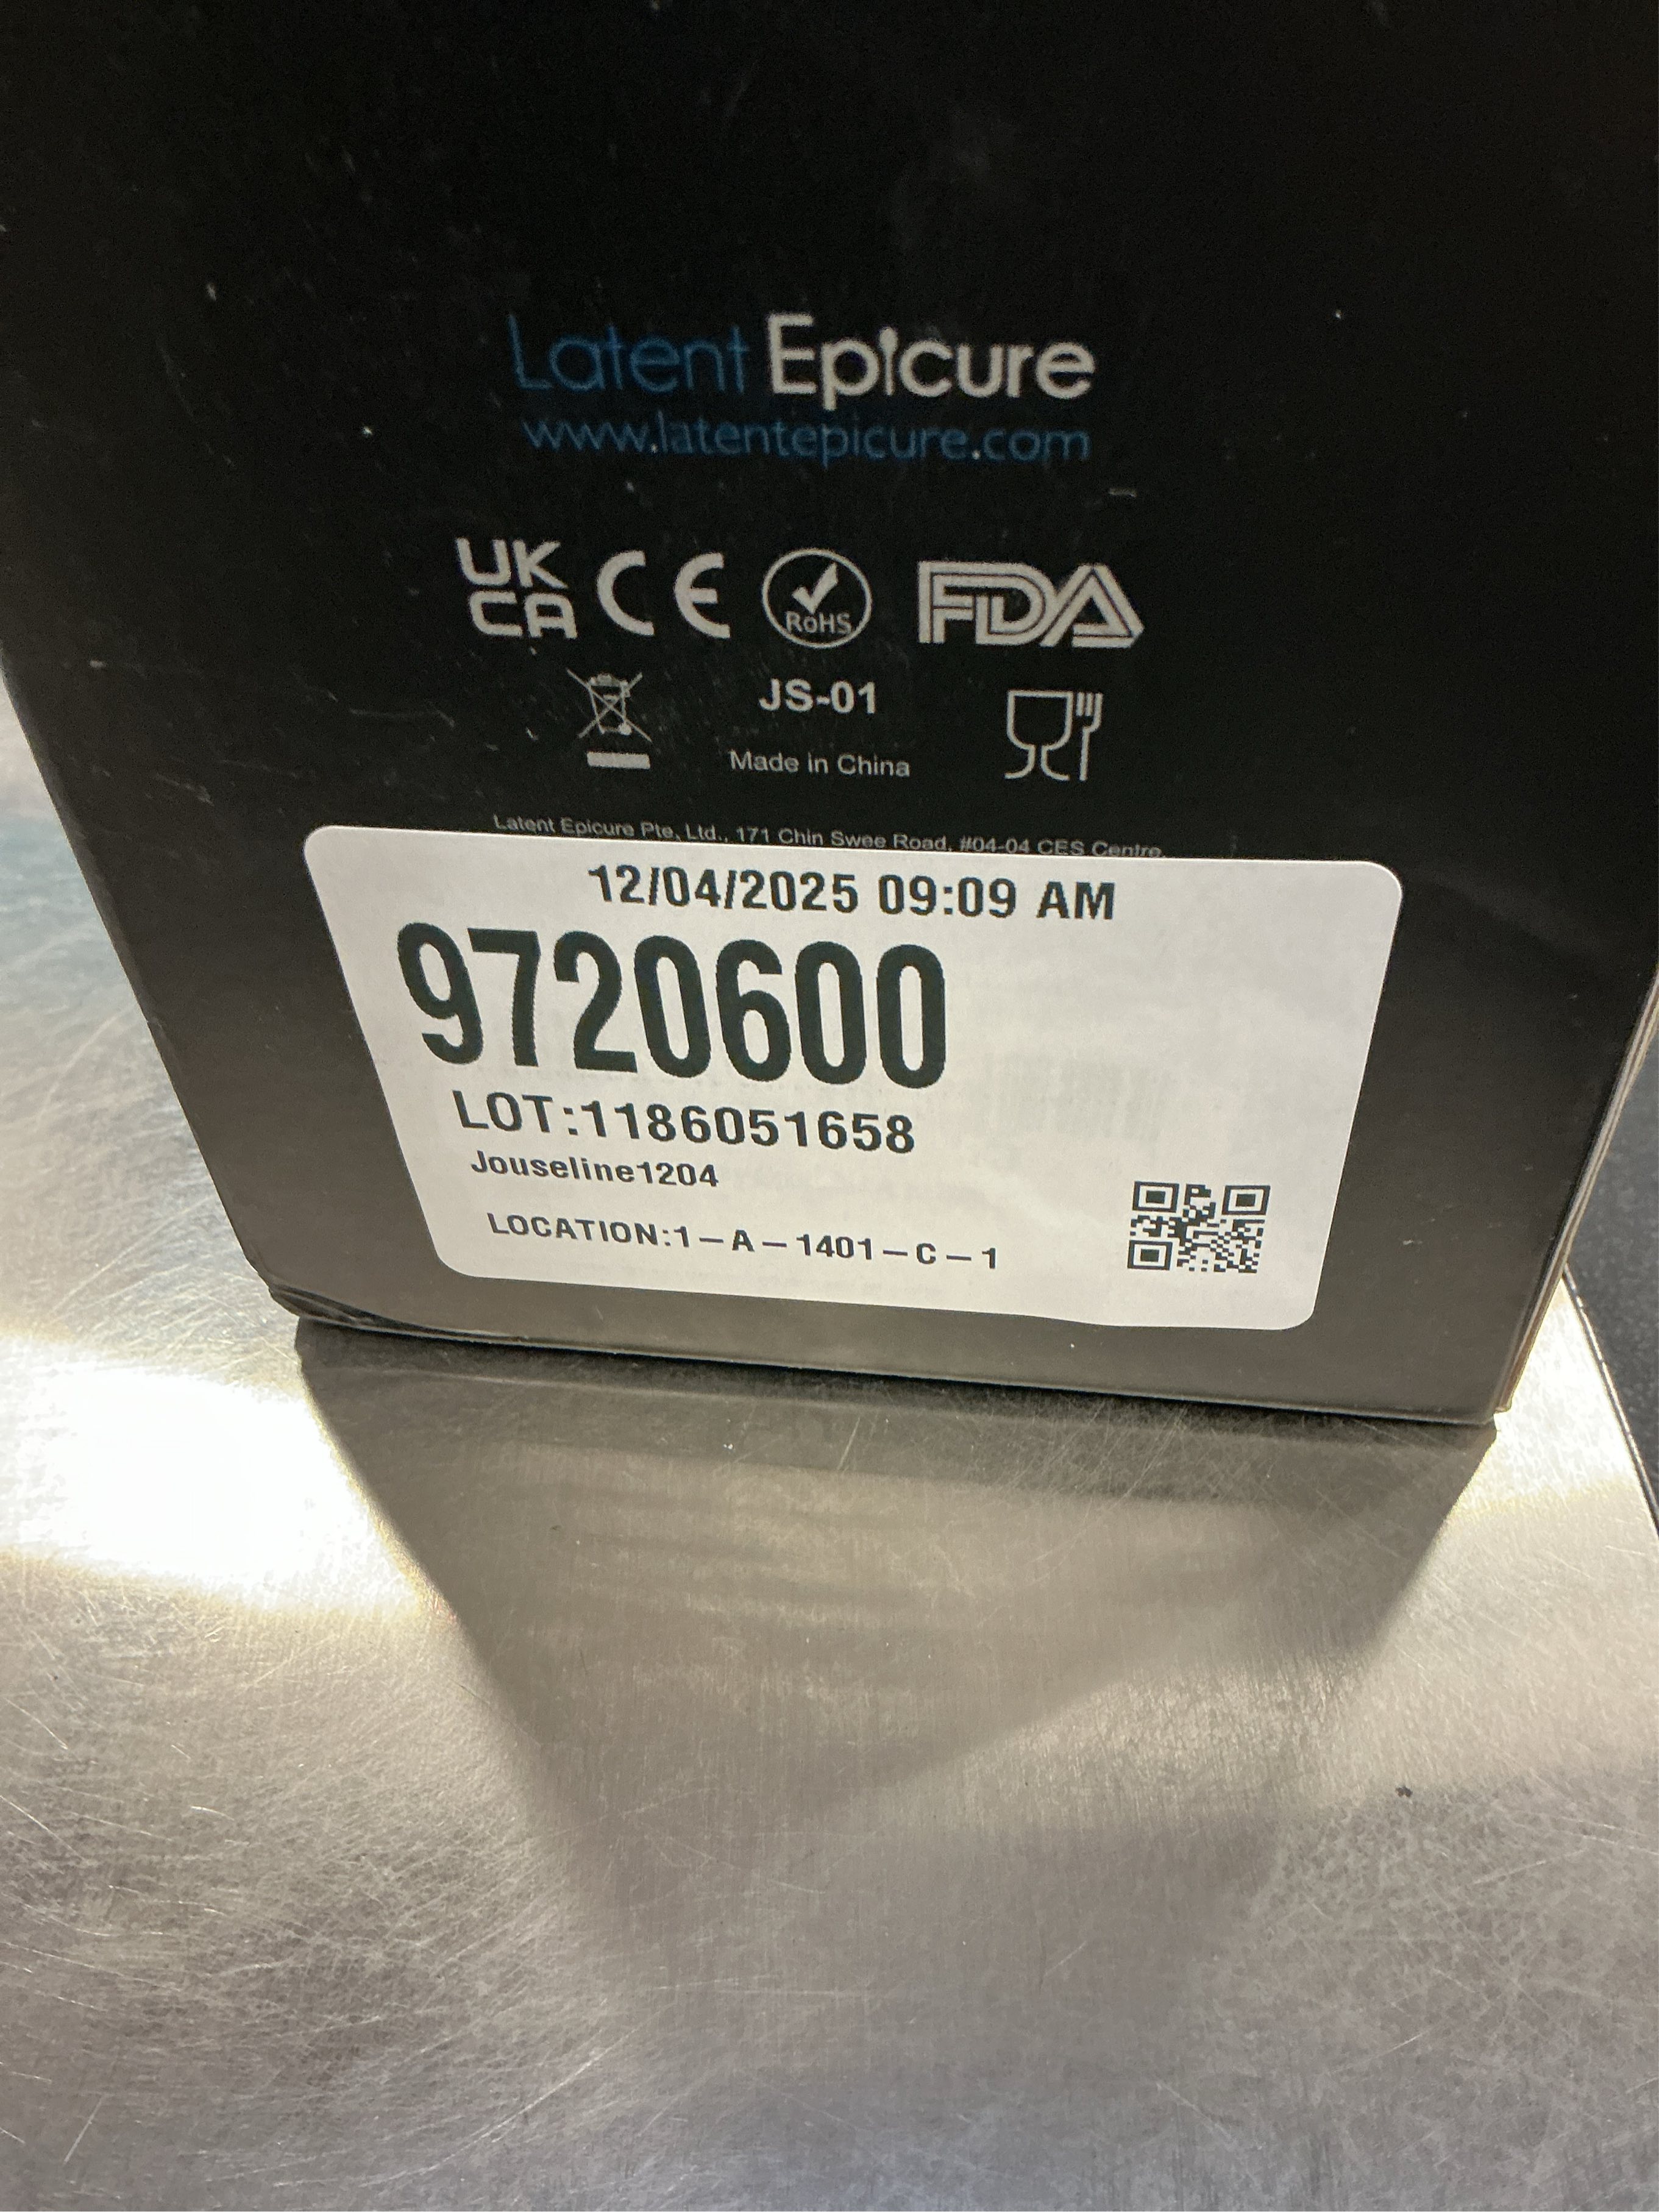 Latent Epicure
www.latentepicure.com
UK
CA CE RoHS FDA
JS-01
Made in China
Latent Epicure Pte, Ltd., 171 Chin Swee Road, #04-04 CES Centre,
12/04/2025 09:09 AM
9720600
LOT:1186051658
Jouseline1204
LOCATION:1-A-1401-C-1